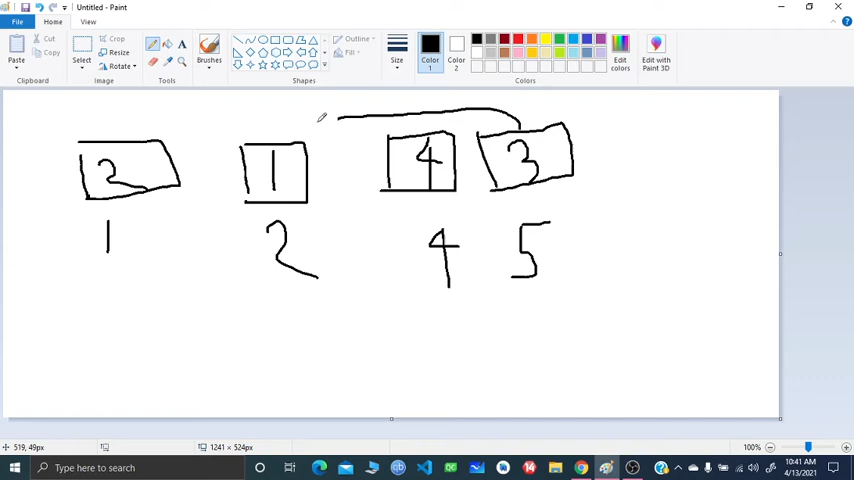 Untitled - Paint
File Home View
Paste Cut Copy Select Crop Resize Rotate A Brushes Outline Fill Size Color 1 Color 2 Edit colors Edit with Paint 3D
Clipboard Image Tools Shapes Colors
2 1 4 3
1 2 4 5
519, 49px 1241 × 524px 100%
Type here to search 14 10:41 AM
4/13/2021